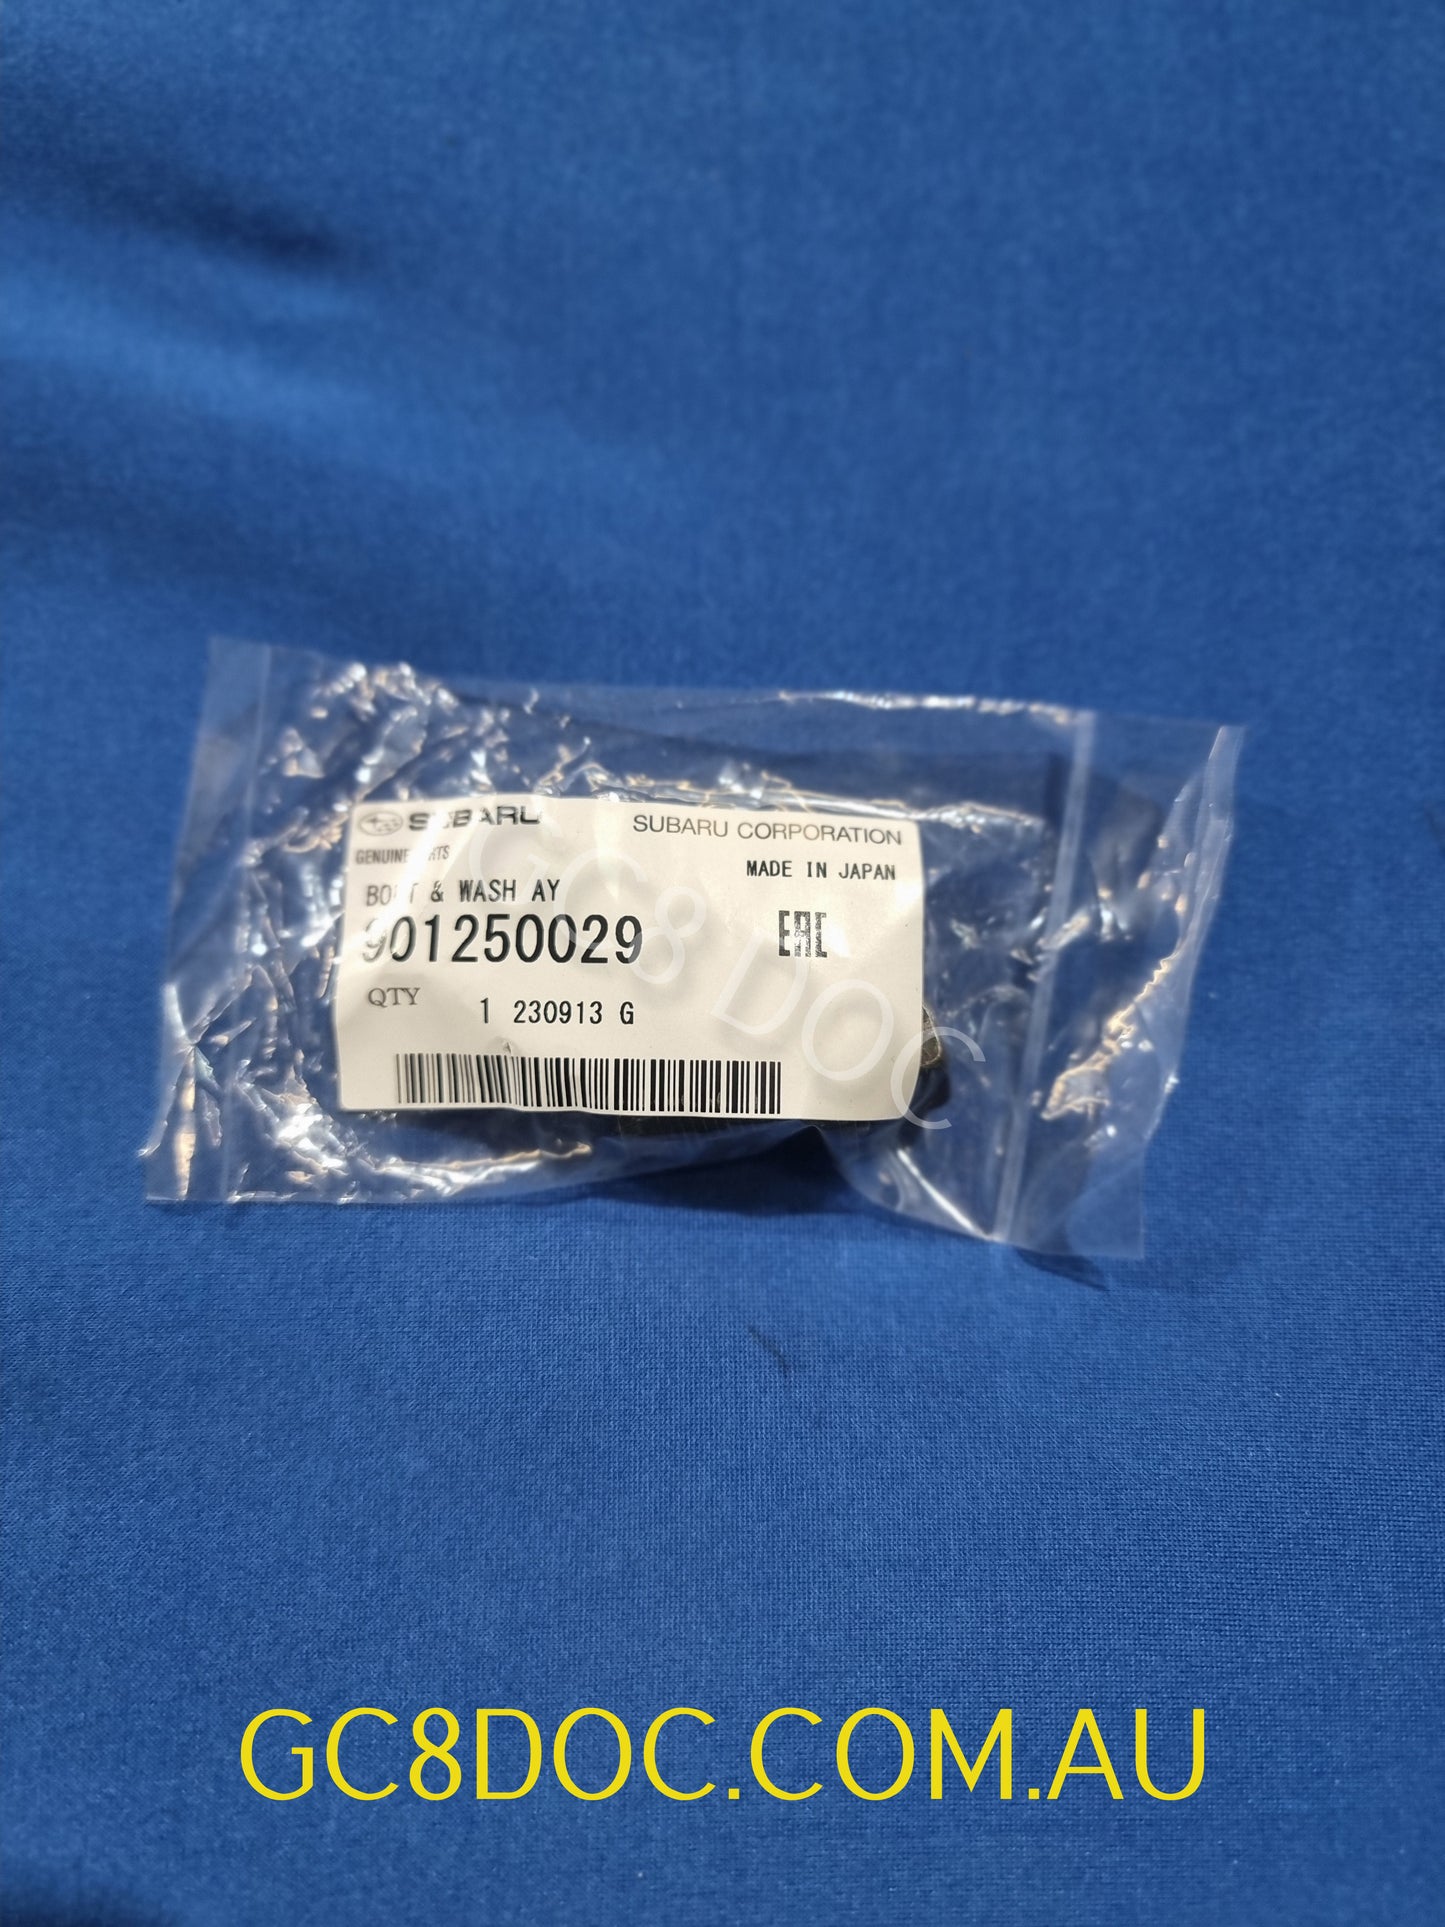 SUBARU
SUBARU CORPORATION
GENUINE PARTS
MADE IN JAPAN
BOLT & WASH AY
901250029
EAC
QTY 1 230913 G
GC8 DOC
GC8DOC.COM.AU